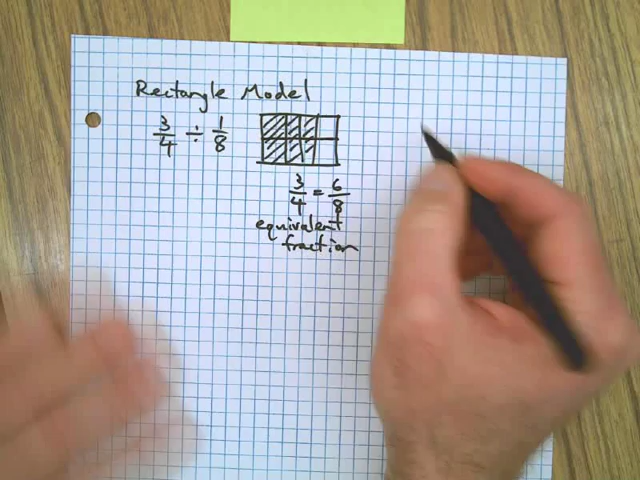 Rectangle Model
3/4 ÷ 1/8
3/4 = 6/8
equivalent
fraction